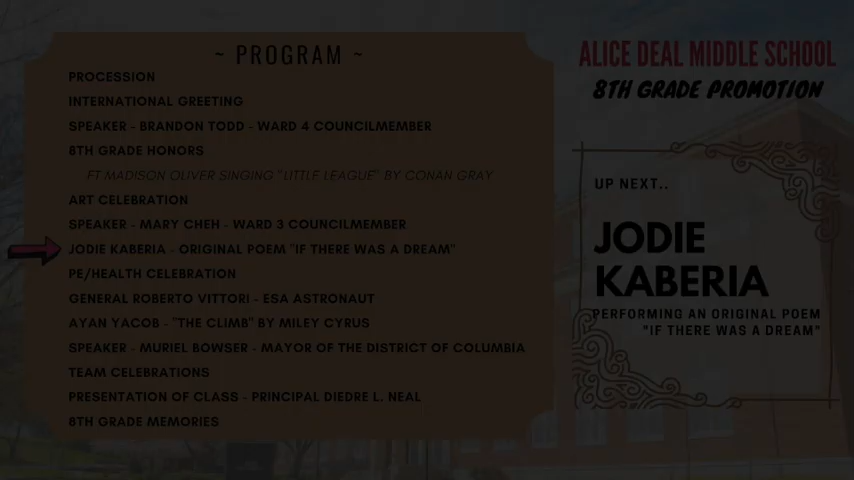 ~ PROGRAM ~
PROCESSION
INTERNATIONAL GREETING
SPEAKER - BRANDON TODD - WARD 4 COUNCILMEMBER
8TH GRADE HONORS
FT MADISON OLIVER SINGING "LITTLE LEAGUE" BY CONAN GRAY
ART CELEBRATION
SPEAKER - MARY CHEH - WARD 3 COUNCILMEMBER
JODIE KABERIA - ORIGINAL POEM "IF THERE WAS A DREAM"
PE/HEALTH CELEBRATION
GENERAL ROBERTO VITTORI - ESA ASTRONAUT
AYAN YACOB - "THE CLIMB" BY MILEY CYRUS
SPEAKER - MURIEL BOWSER - MAYOR OF THE DISTRICT OF COLUMBIA
TEAM CELEBRATIONS
PRESENTATION OF CLASS - PRINCIPAL DIEDRE L. NEAL
8TH GRADE MEMORIES
ALICE DEAL MIDDLE SCHOOL
8TH GRADE PROMOTION
UP NEXT..
JODIE
KABERIA
PERFORMING AN ORIGINAL POEM
"IF THERE WAS A DREAM"